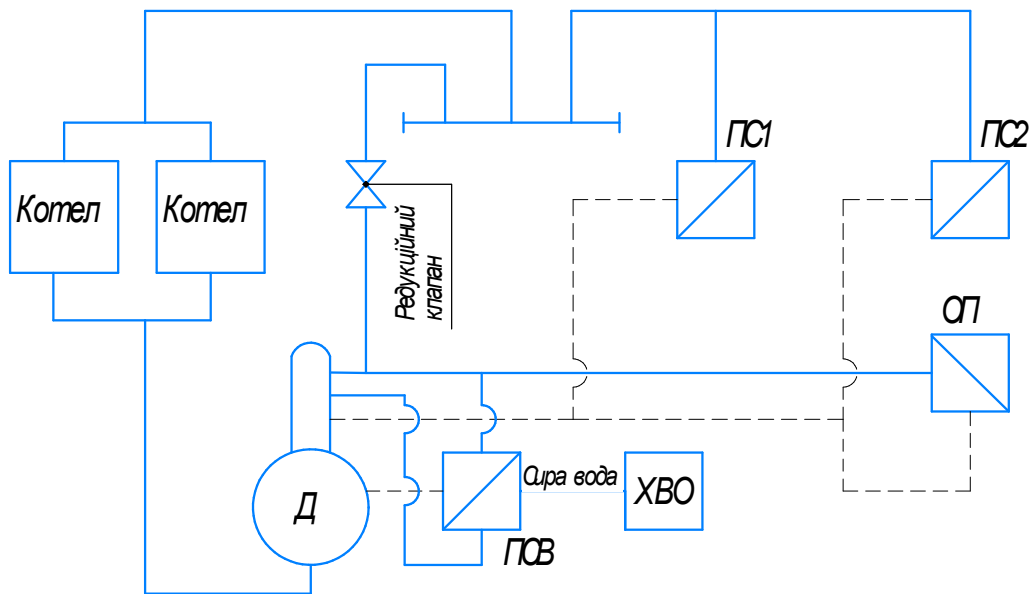 ПС1
ПС2
Котел
Котел
Редукційний
клапан
ОП
Сира вода
ХВО
Д
ПСВ